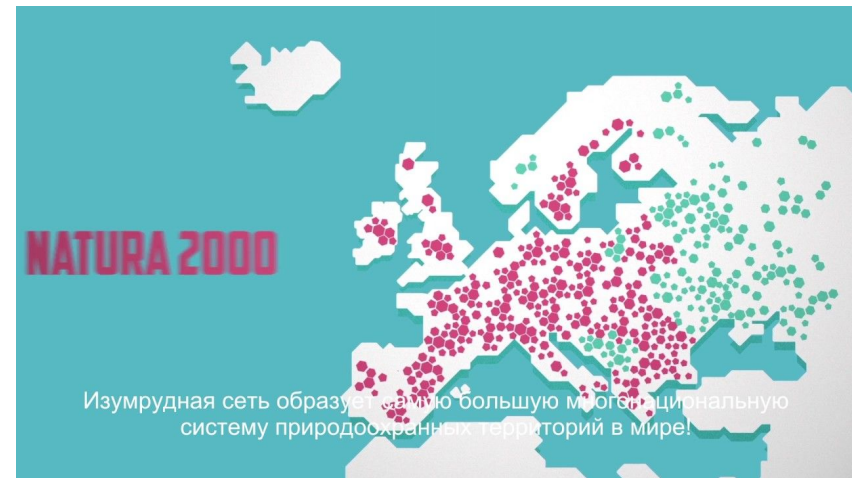 NATURA 2000
Изумрудная сеть образует самую большую многонациональную
систему природоохранных территорий в мире!